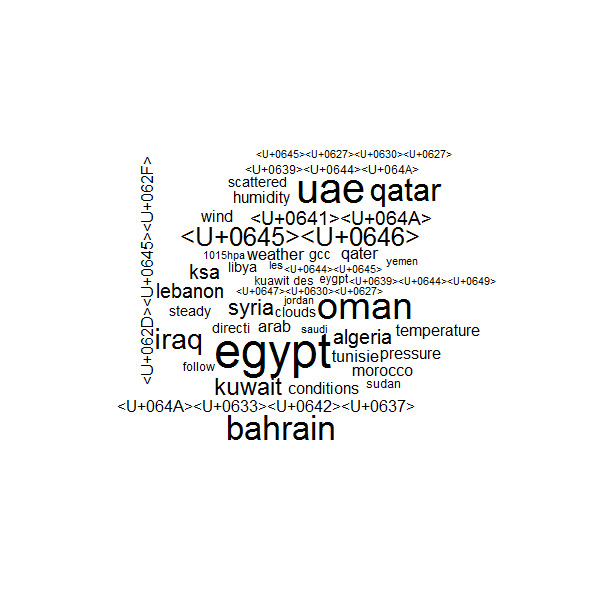 <U+0645><U+0627><U+0630><U+0627>
<U+0639><U+0644><U+064A>
scattered
uae
qatar
humidity
wind
<U+0641><U+064A>
<U+0645><U+0646>
<U+062D><U+0645><U+062F>
1015hpa
weather
gcc
qater
yemen
ksa
libya
les
<U+0644><U+0645>
kuawit
des
eygpt
<U+0639><U+0644><U+0649>
lebanon
<U+0647><U+0630><U+0627>
steady
syria
jordan
clouds
oman
directi
arab
saudi
algeria
temperature
iraq
egypt
tunisie
pressure
follow
morocco
kuwait
conditions
sudan
<U+064A><U+0633><U+0642><U+0637>
bahrain